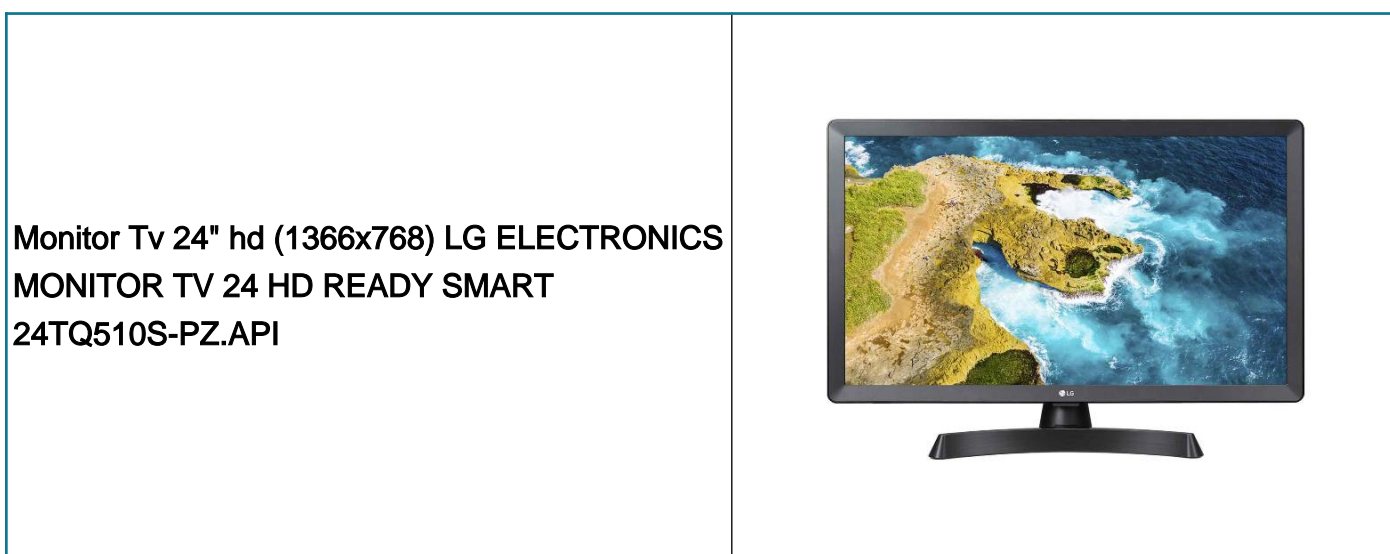 Monitor Tv 24" hd (1366x768) LG ELECTRONICS
MONITOR TV 24 HD READY SMART
24TQ510S-PZ.API
LG